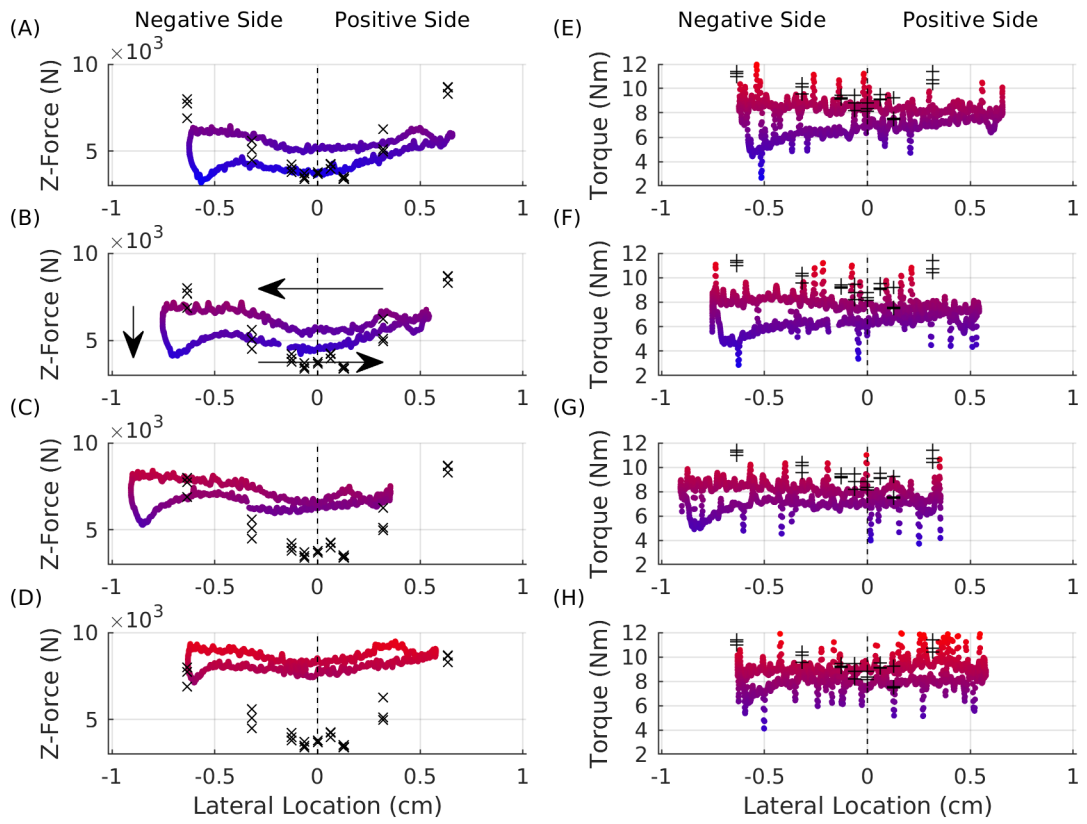 Negative Side Positive Side Negative Side Positive Side
(A) ×10³ (E)
Z-Force (N)
10
5
-1 -0.5 0 0.5 1
Torque (Nm)
12
10
8
6
4
2
-1 -0.5 0 0.5 1
(B) ×10³ (F)
Z-Force (N)
10
5
-1 -0.5 0 0.5 1
Torque (Nm)
12
10
8
6
4
2
-1 -0.5 0 0.5 1
(C) ×10³ (G)
Z-Force (N)
10
5
-1 -0.5 0 0.5 1
Torque (Nm)
12
10
8
6
4
2
-1 -0.5 0 0.5 1
(D) ×10³ (H)
Z-Force (N)
10
5
-1 -0.5 0 0.5 1
Lateral Location (cm)
Torque (Nm)
12
10
8
6
4
2
-1 -0.5 0 0.5 1
Lateral Location (cm)